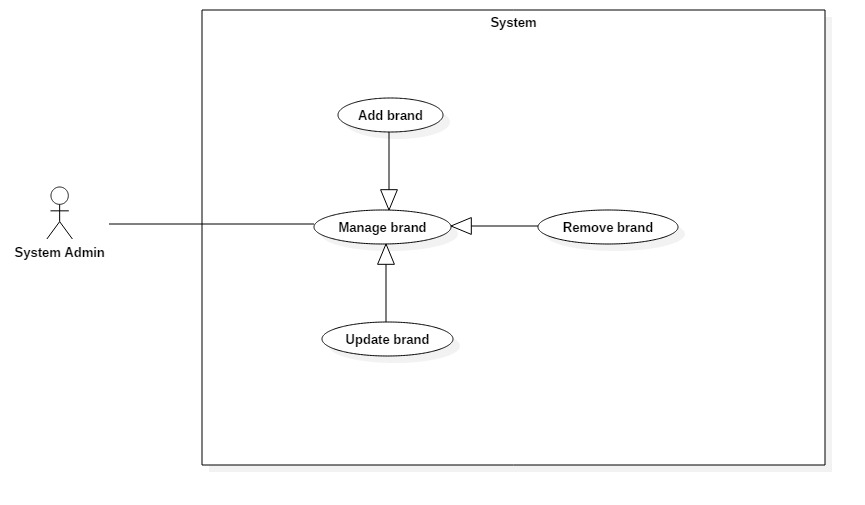 System
Add brand
Manage brand
Remove brand
System Admin
Update brand